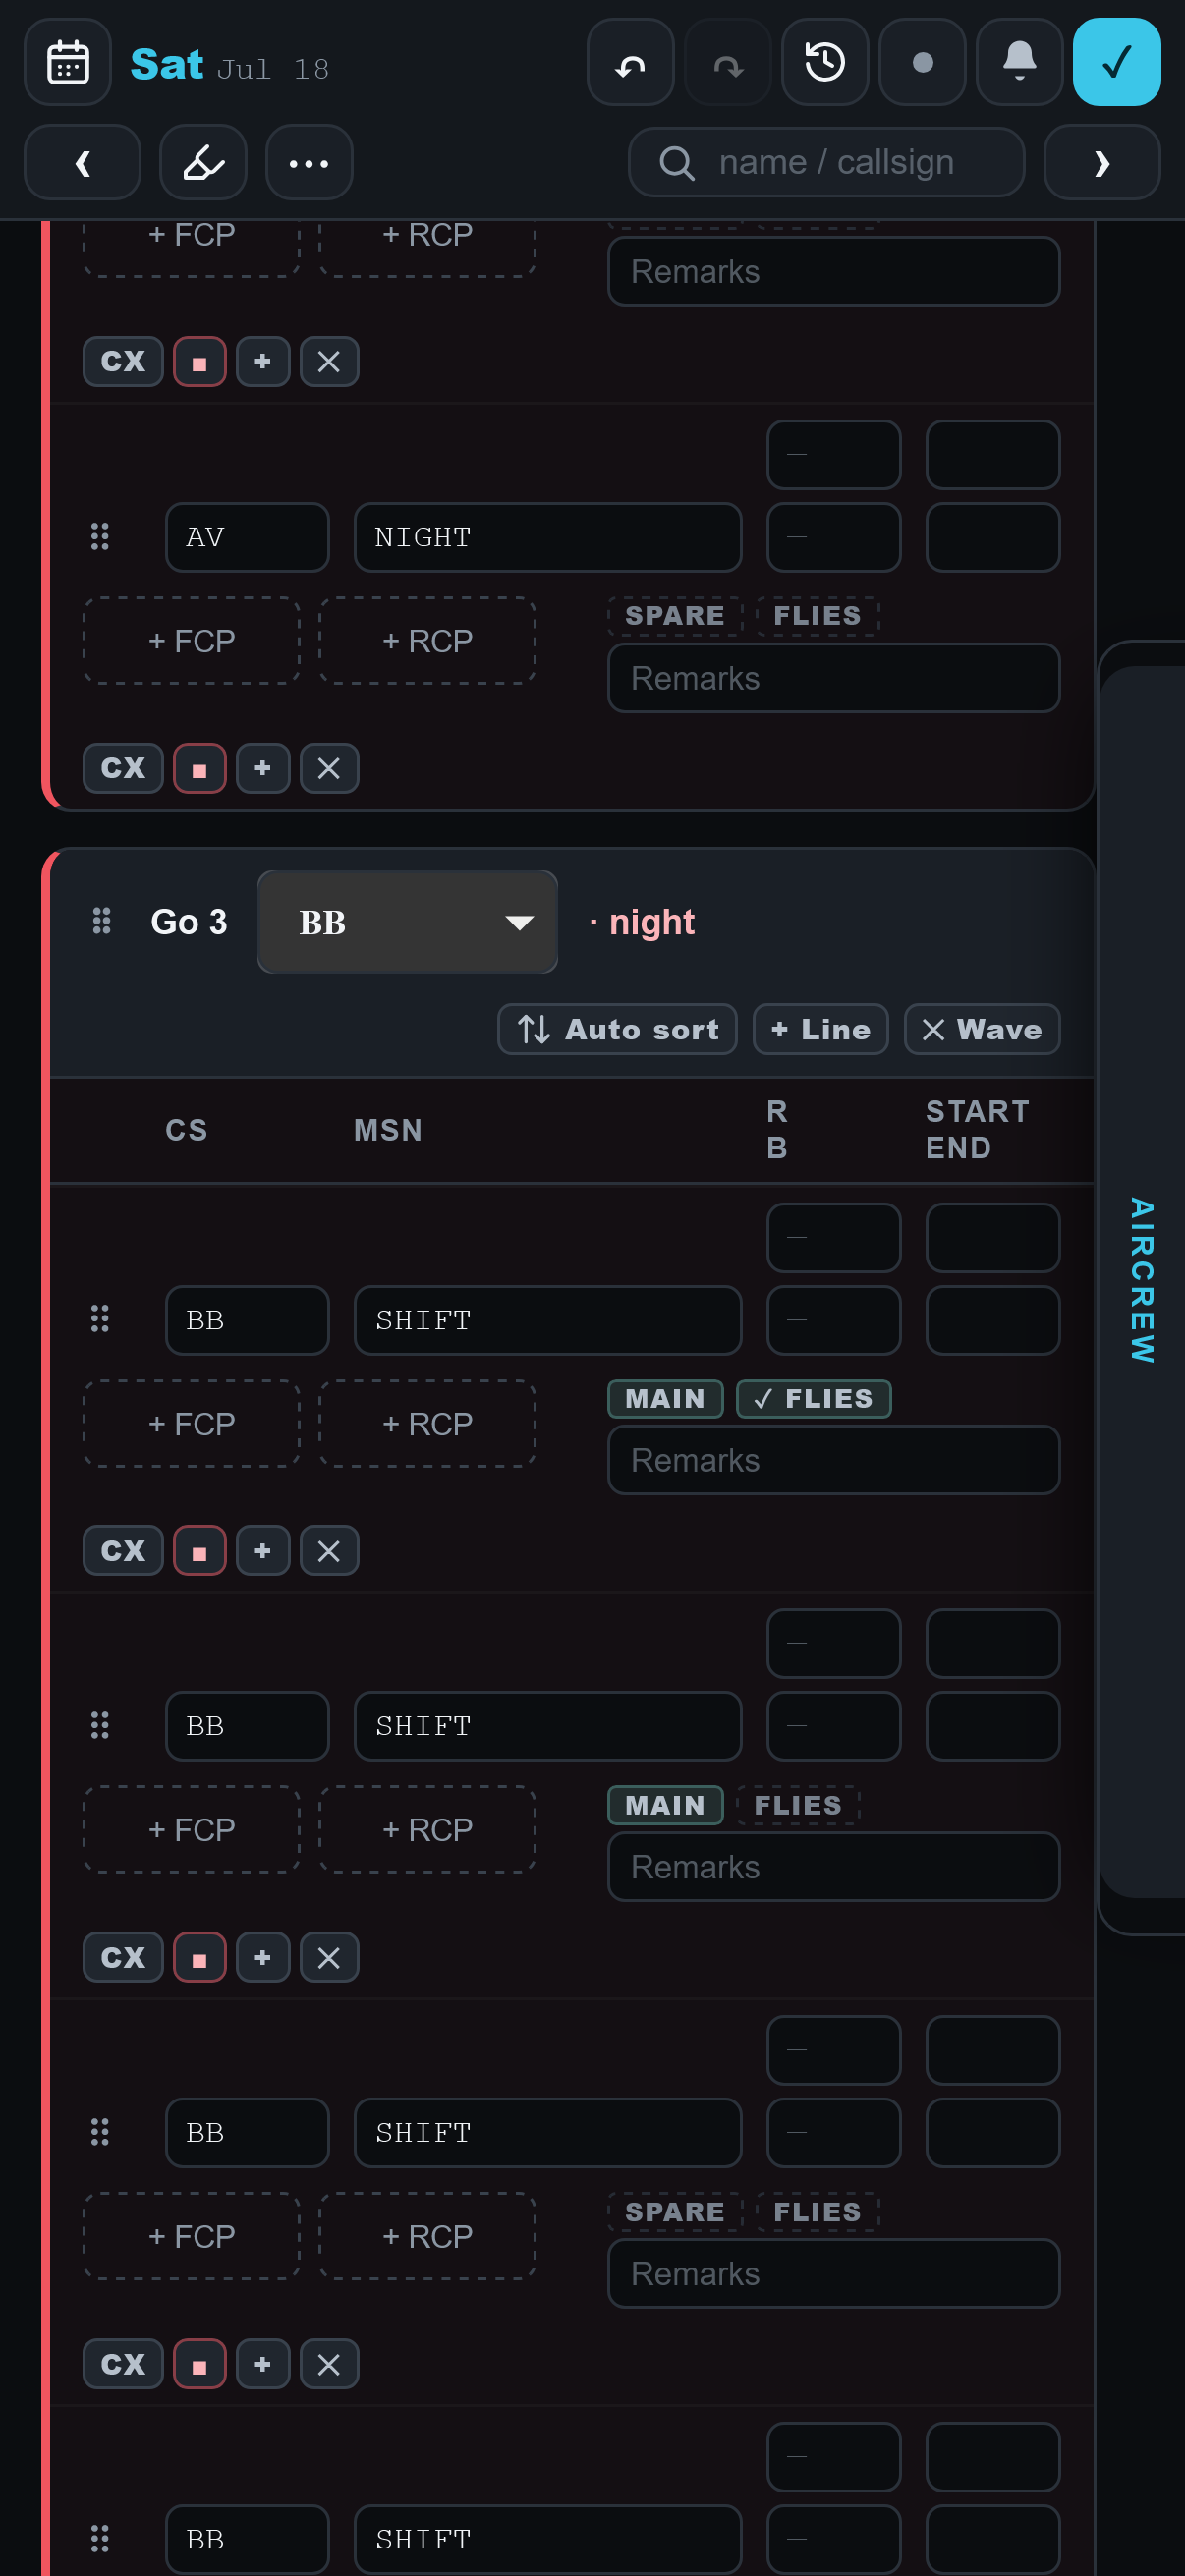 Sat Jul 18
name / callsign
+ FCP + RCP
Remarks
CX + ×
—
AV NIGHT —
SPARE FLIES
+ FCP + RCP
Remarks
CX + ×
Go 3 BB · night
Auto sort + Line × Wave
CS MSN R B START END
—
BB SHIFT —
MAIN ✓ FLIES
+ FCP + RCP
Remarks
CX + ×
—
BB SHIFT —
MAIN FLIES
+ FCP + RCP
Remarks
CX + ×
—
BB SHIFT —
SPARE FLIES
+ FCP + RCP
Remarks
CX + ×
—
BB SHIFT —
AIRCREW